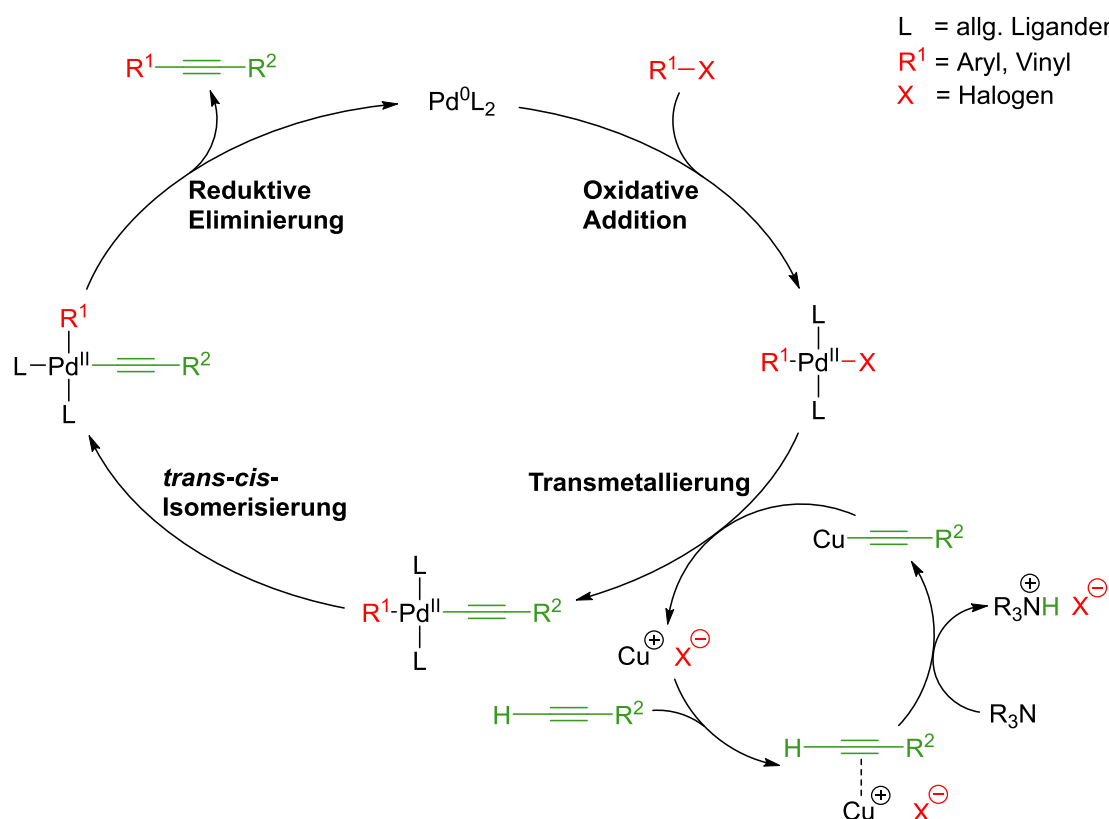 L = allg. Liganden
R¹ = Aryl, Vinyl
X = Halogen
R¹ R²
Pd⁰L₂
R¹–X
Reduktive
Eliminierung
Oxidative
Addition
R¹
L Pdᴵᴵ R²
L
L
R¹ Pdᴵᴵ X
L
trans-cis-
Isomerisierung
Transmetallierung
Cu R²
L
R¹ Pdᴵᴵ R²
L
R₃N⊕H X⊖
Cu⊕ X⊖
H R²
R₃N
H R²
Cu⊕ X⊖